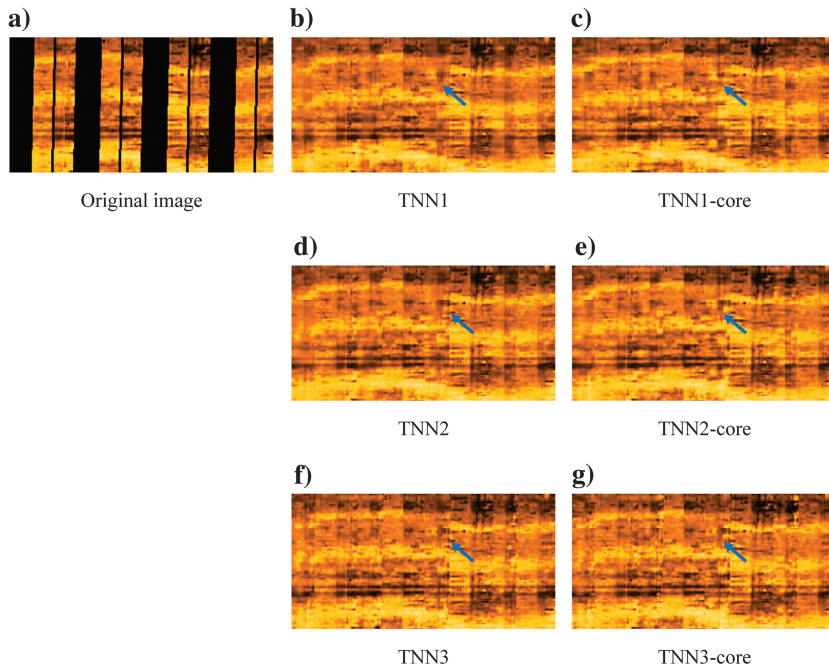 a)
b)
c)
Original image
TNN1
TNN1-core
d)
e)
TNN2
TNN2-core
f)
g)
TNN3
TNN3-core